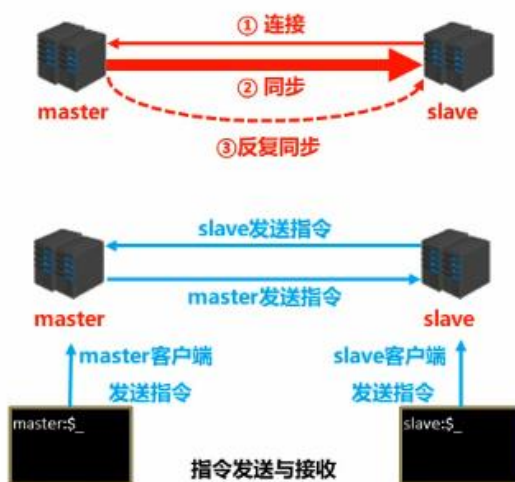 ① 连接
② 同步
master
slave
③反复同步
slave发送指令
master发送指令
master
slave
master客户端
发送指令
slave客户端
发送指令
master:$_
slave:$_
指令发送与接收